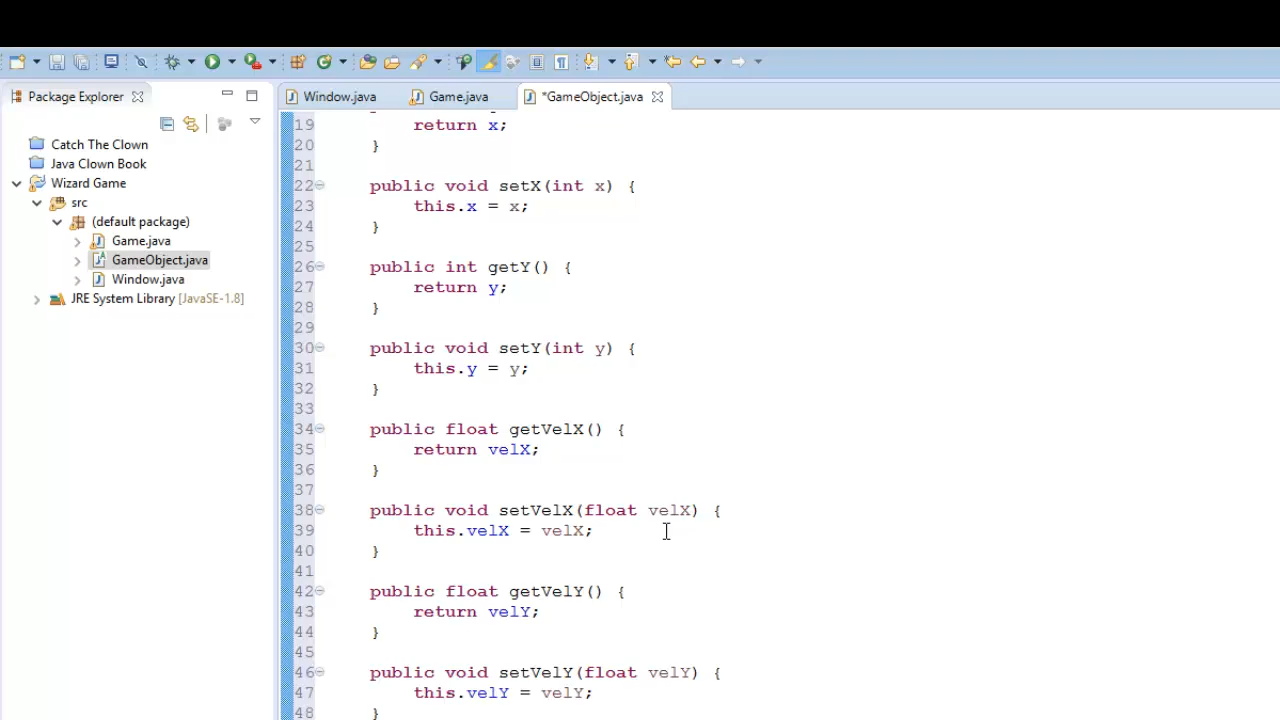 Package Explorer
Window.java
Game.java
*GameObject.java
Catch The Clown
Java Clown Book
Wizard Game
src
(default package)
Game.java
GameObject.java
Window.java
JRE System Library [JavaSE-1.8]
19 return x;
20 }
21
22 public void setX(int x) {
23 this.x = x;
24 }
25
26 public int getY() {
27 return y;
28 }
29
30 public void setY(int y) {
31 this.y = y;
32 }
33
34 public float getVelX() {
35 return velX;
36 }
37
38 public void setVelX(float velX) {
39 this.velX = velX;
40 }
41
42 public float getVelY() {
43 return velY;
44 }
45
46 public void setVelY(float velY) {
47 this.velY = velY;
48 }